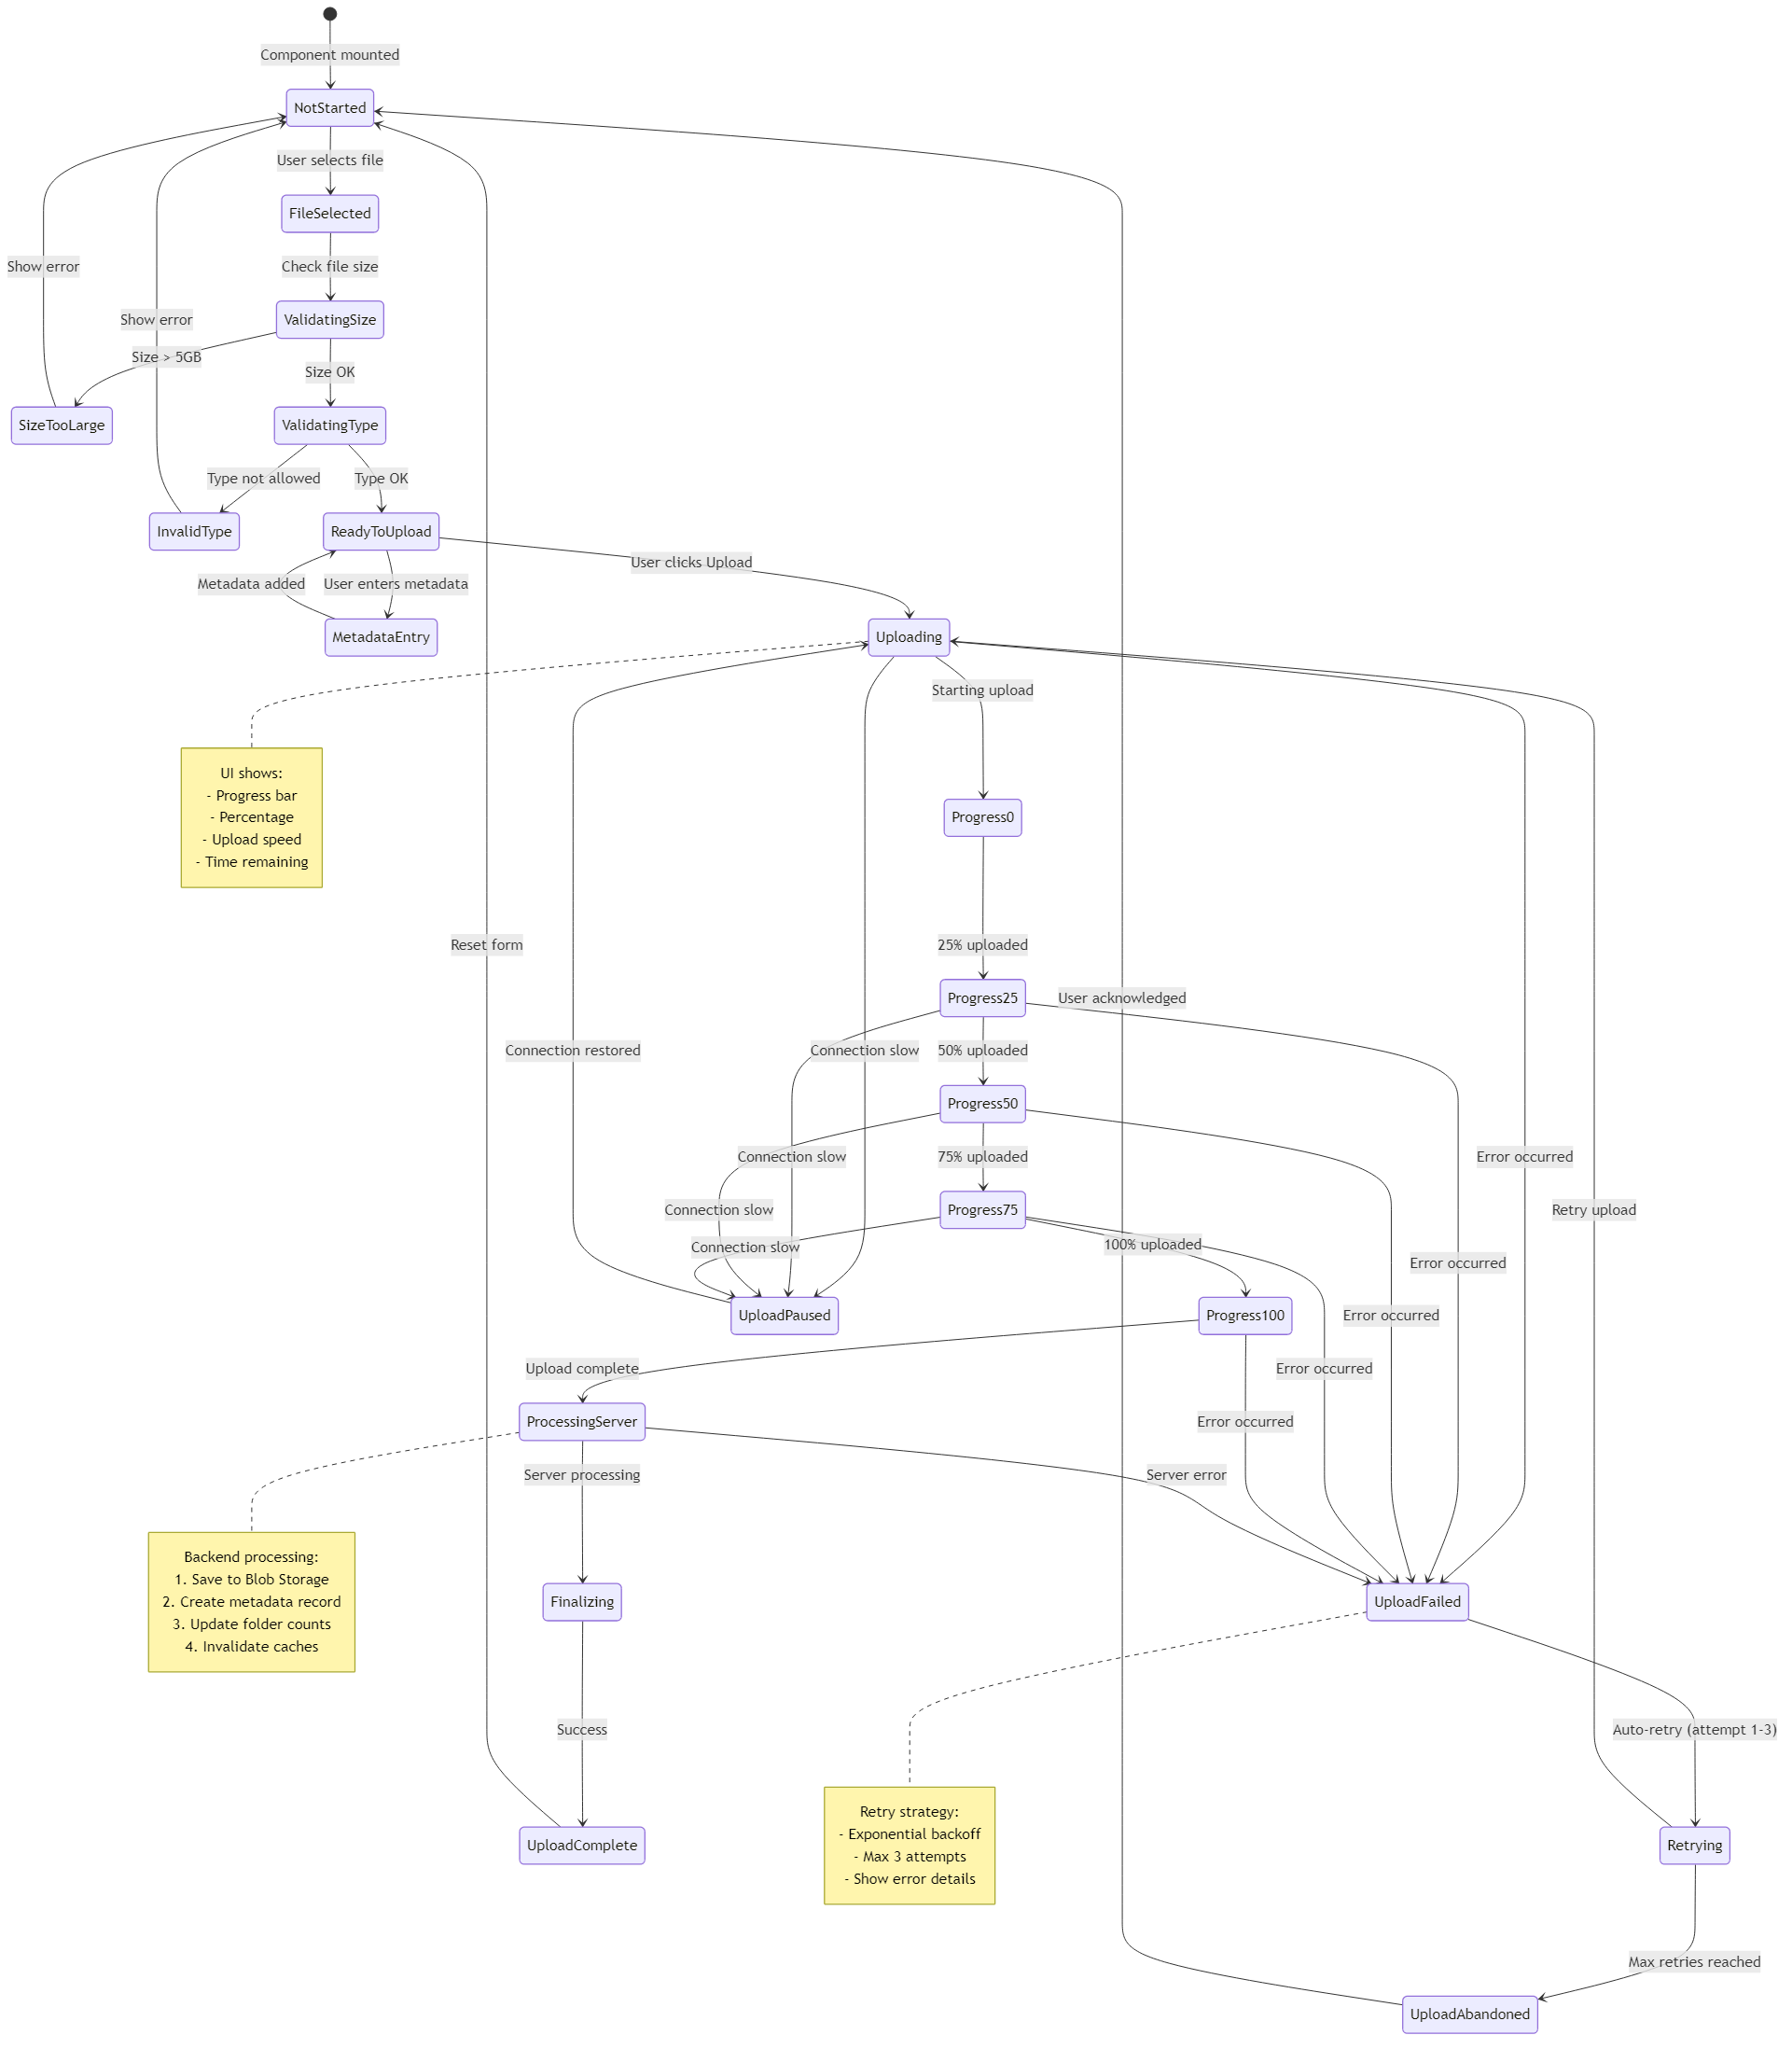 Component mounted
NotStarted
User selects file
FileSelected
Show error
Check file size
Show error
ValidatingSize
Size > 5GB
Size OK
SizeTooLarge
ValidatingType
Type not allowed
Type OK
InvalidType
ReadyToUpload
User clicks Upload
Metadata added
User enters metadata
MetadataEntry
Uploading
Starting upload
UI shows:
- Progress bar
- Percentage
- Upload speed
- Time remaining
Progress0
Reset form
25% uploaded
Progress25
User acknowledged
Connection restored
Connection slow
50% uploaded
Progress50
Connection slow
75% uploaded
Error occurred
Connection slow
Progress75
Retry upload
Connection slow
100% uploaded
Error occurred
UploadPaused
Progress100
Error occurred
Upload complete
Error occurred
ProcessingServer
Error occurred
Server processing
Server error
Backend processing:
1. Save to Blob Storage
2. Create metadata record
3. Update folder counts
4. Invalidate caches
Finalizing
UploadFailed
Success
Auto-retry (attempt 1-3)
UploadComplete
Retry strategy:
- Exponential backoff
- Max 3 attempts
- Show error details
Retrying
Max retries reached
UploadAbandoned